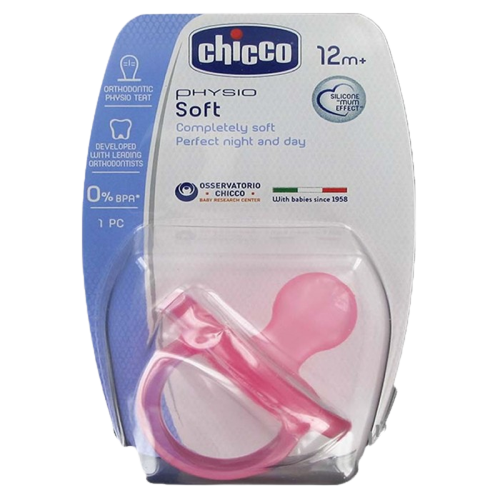 chicco
12m+
PHYSIO
Soft
Completely soft
Perfect night and day
SILICONE
"MUM
EFFECT"
ORTHODONTIC
PHYSIO TEAT
DEVELOPED
WITH LEADING
ORTHODONTISTS
0% BPA*
1 PC
OSSERVATORIO
CHICCO
BABY RESEARCH CENTER
With babies since 1958